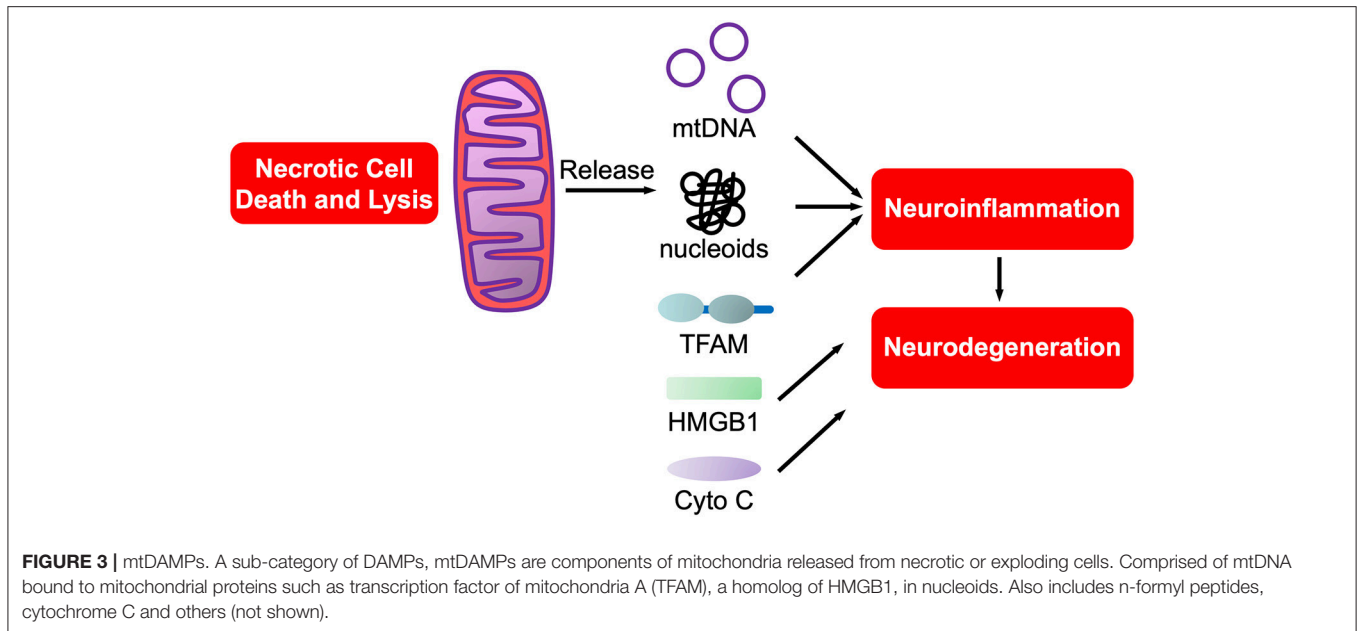 Necrotic Cell
Death and Lysis
Release
mtDNA
nucleoids
TFAM
HMGB1
Cyto C
Neuroinflammation
Neurodegeneration
FIGURE 3 | mtDAMPs. A sub-category of DAMPs, mtDAMPs are components of mitochondria released from necrotic or exploding cells. Comprised of mtDNA
bound to mitochondrial proteins such as transcription factor of mitochondria A (TFAM), a homolog of HMGB1, in nucleoids. Also includes n-formyl peptides,
cytochrome C and others (not shown).